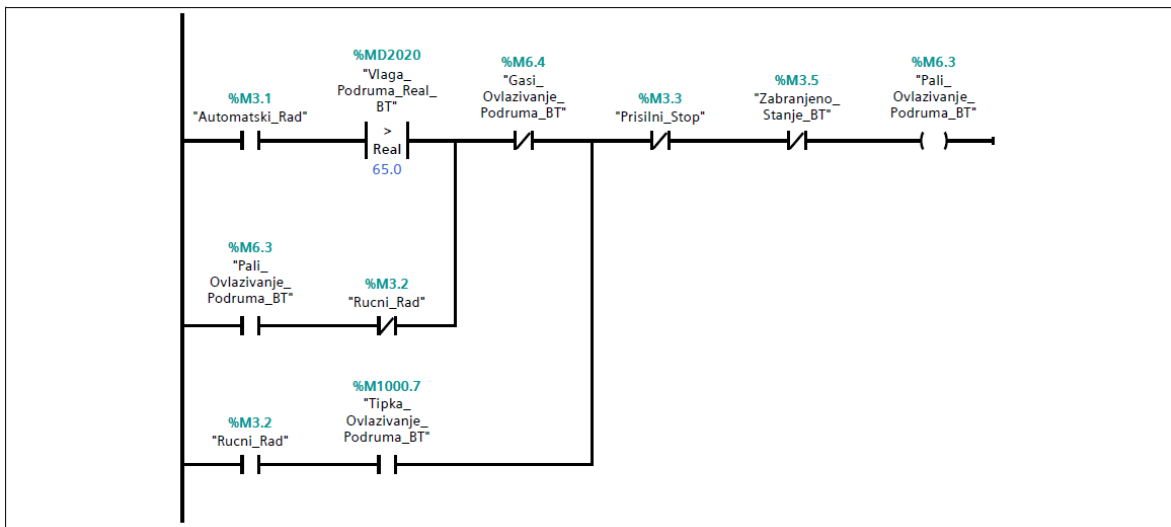 %MD2020
"Vlaga_
Podruma_Real_
BT"
%M3.1
"Automatski_Rad"
>
Real
65.0
%M6.4
"Gasi_
Ovlazivanje_
Podruma_BT"
%M3.3
"Prisilni_Stop"
%M3.5
"Zabranjeno_
Stanje_BT"
%M6.3
"Pali_
Ovlazivanje_
Podruma_BT"
%M6.3
"Pali_
Ovlazivanje_
Podruma_BT"
%M3.2
"Rucni_Rad"
%M3.2
"Rucni_Rad"
%M1000.7
"Tipka_
Ovlazivanje_
Podruma_BT"